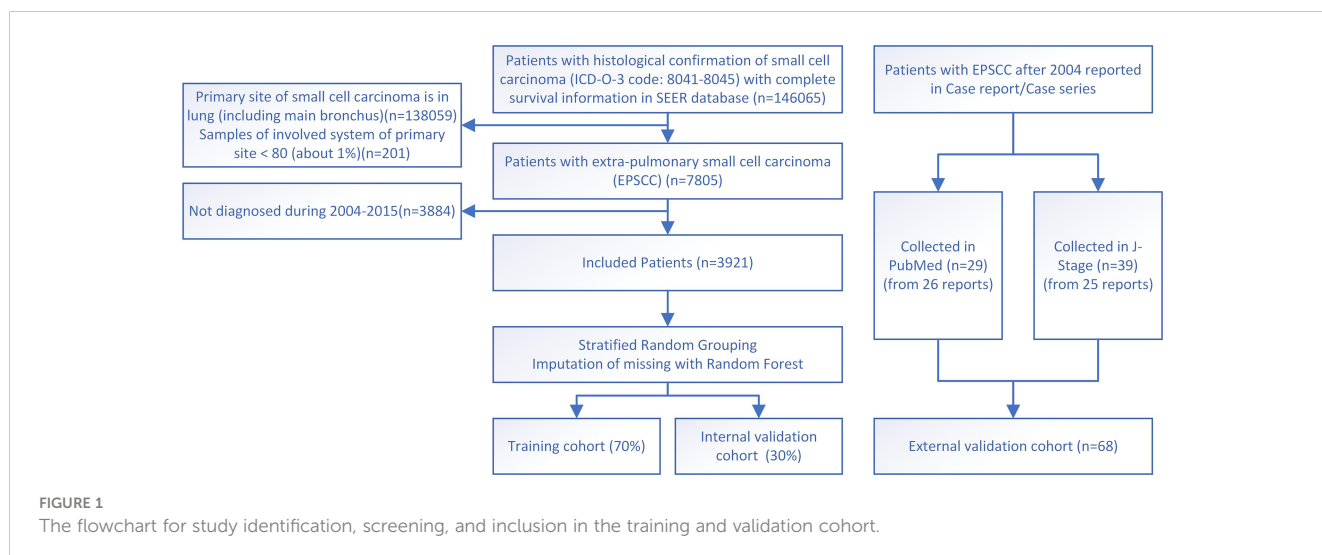 Patients with histological confirmation of small cell
carcinoma (ICD-O-3 code: 8041-8045) with complete
survival information in SEER database (n=146065)
Primary site of small cell carcinoma is in
lung (including main bronchus)(n=138059)
Samples of involved system of primary
site < 80 (about 1%)(n=201)
Patients with extra-pulmonary small cell carcinoma
(EPSCC) (n=7805)
Not diagnosed during 2004-2015(n=3884)
Included Patients (n=3921)
Stratified Random Grouping
Imputation of missing with Random Forest
Training cohort (70%)
Internal validation
cohort (30%)
Patients with EPSCC after 2004 reported
in Case report/Case series
Collected in
PubMed (n=29)
(from 26 reports)
Collected in J-
Stage (n=39)
(from 25 reports)
External validation cohort (n=68)
FIGURE 1
The flowchart for study identification, screening, and inclusion in the training and validation cohort.